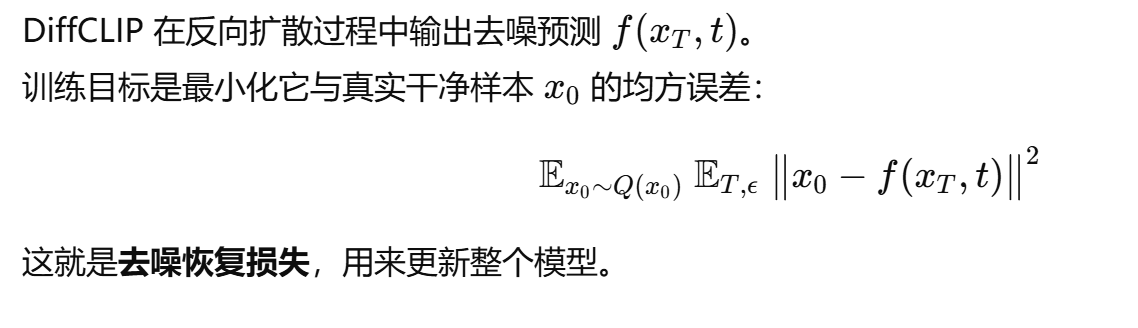 DiffCLIP 在反向扩散过程中输出去噪预测 f(x_T, t)。
训练目标是最小化它与真实干净样本 x_0 的均方误差：
𝔼_{x_0∼Q(x_0)} 𝔼_{T,ϵ} ‖x_0 − f(x_T, t)‖^2
这就是去噪恢复损失，用来更新整个模型。